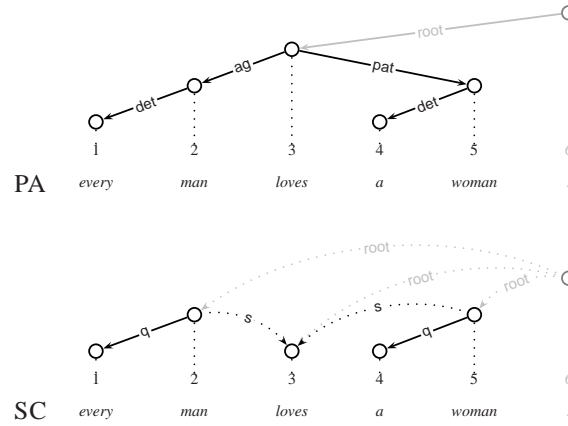 root
ag pat
det det
1 2 3 4 5
PA every man loves a woman
root
root root
s s
q q
1 2 3 4 5
SC every man loves a woman